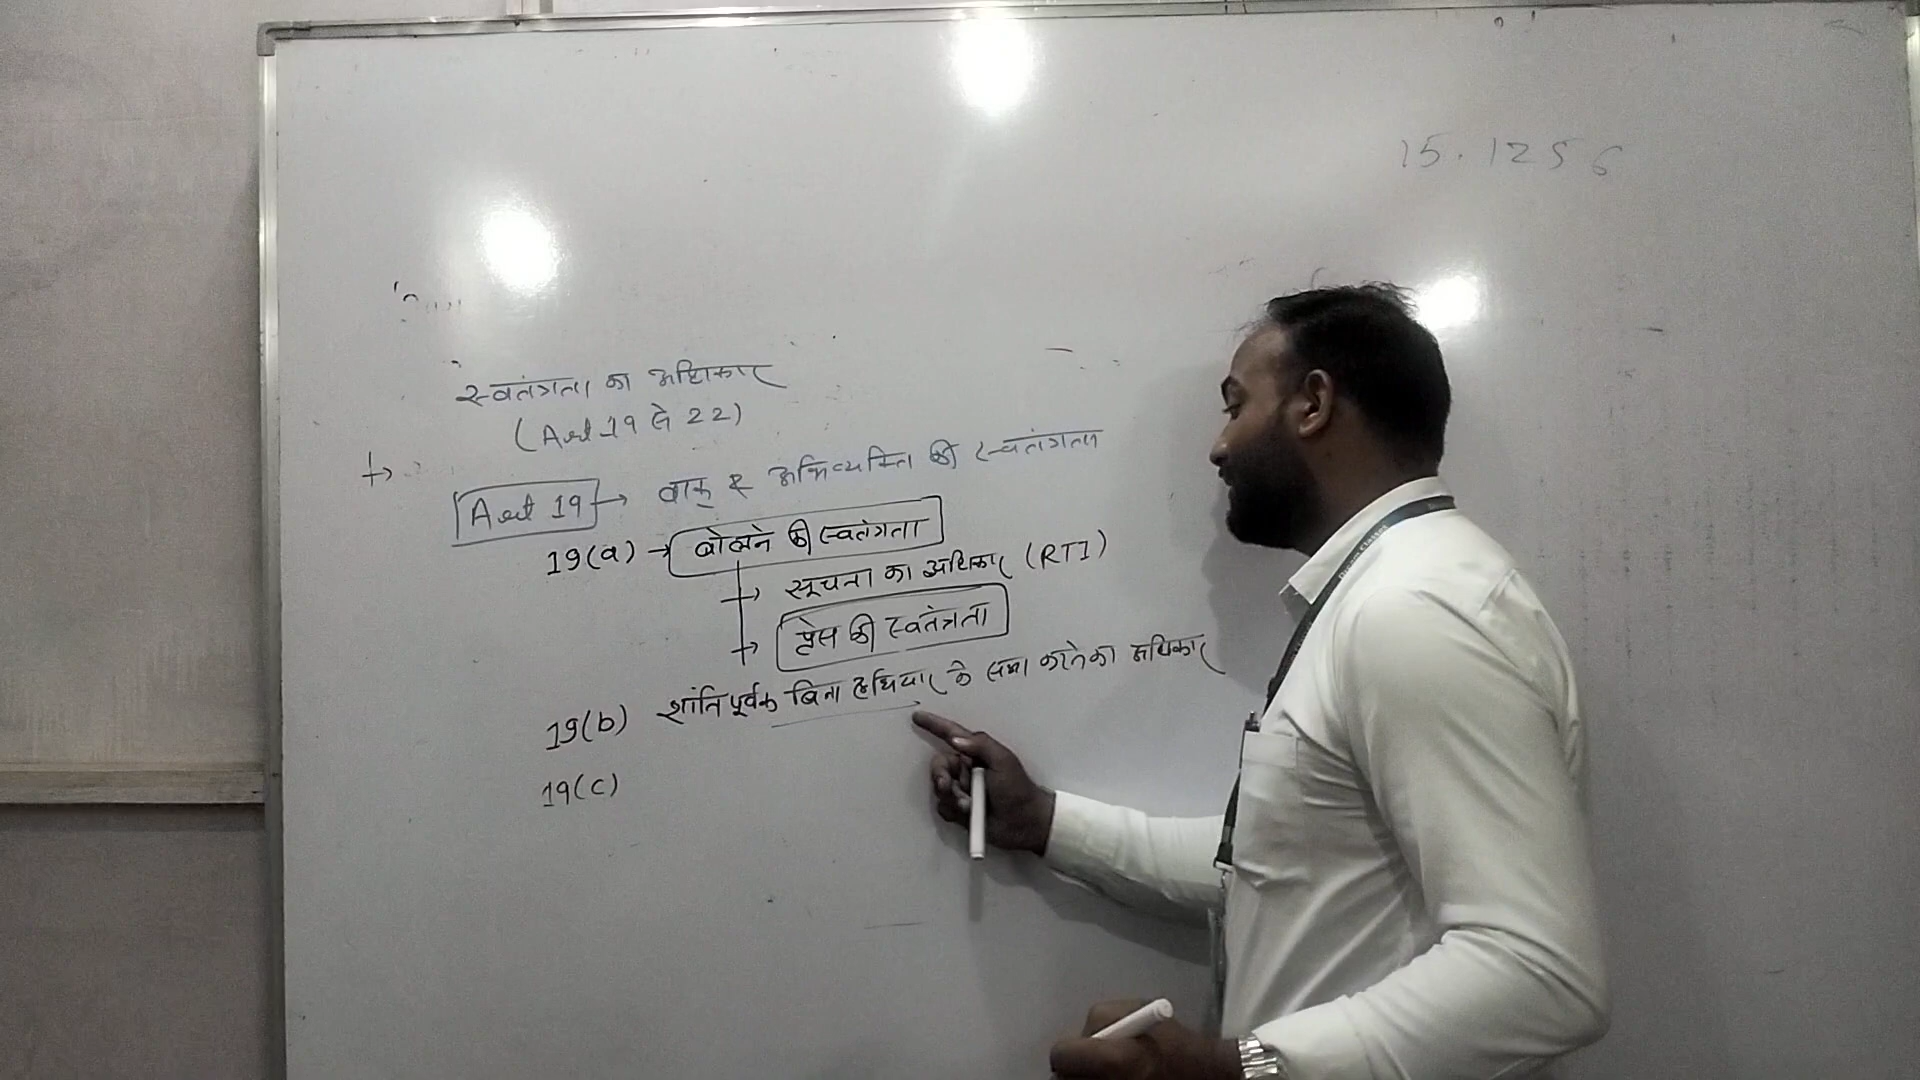 15.1256
स्वतंत्रता का अधिकार
(Art 19 से 22)
Art 19 → वाक् व अभिव्यक्ति की स्वतंत्रता
19(a) → बोलने की स्वतंत्रता
→ सूचना का अधिकार (RTI)
→ प्रेस की स्वतंत्रता
19(b) शांतिपूर्वक बिना हथियार के सभा करने का अधिकार
19(c)